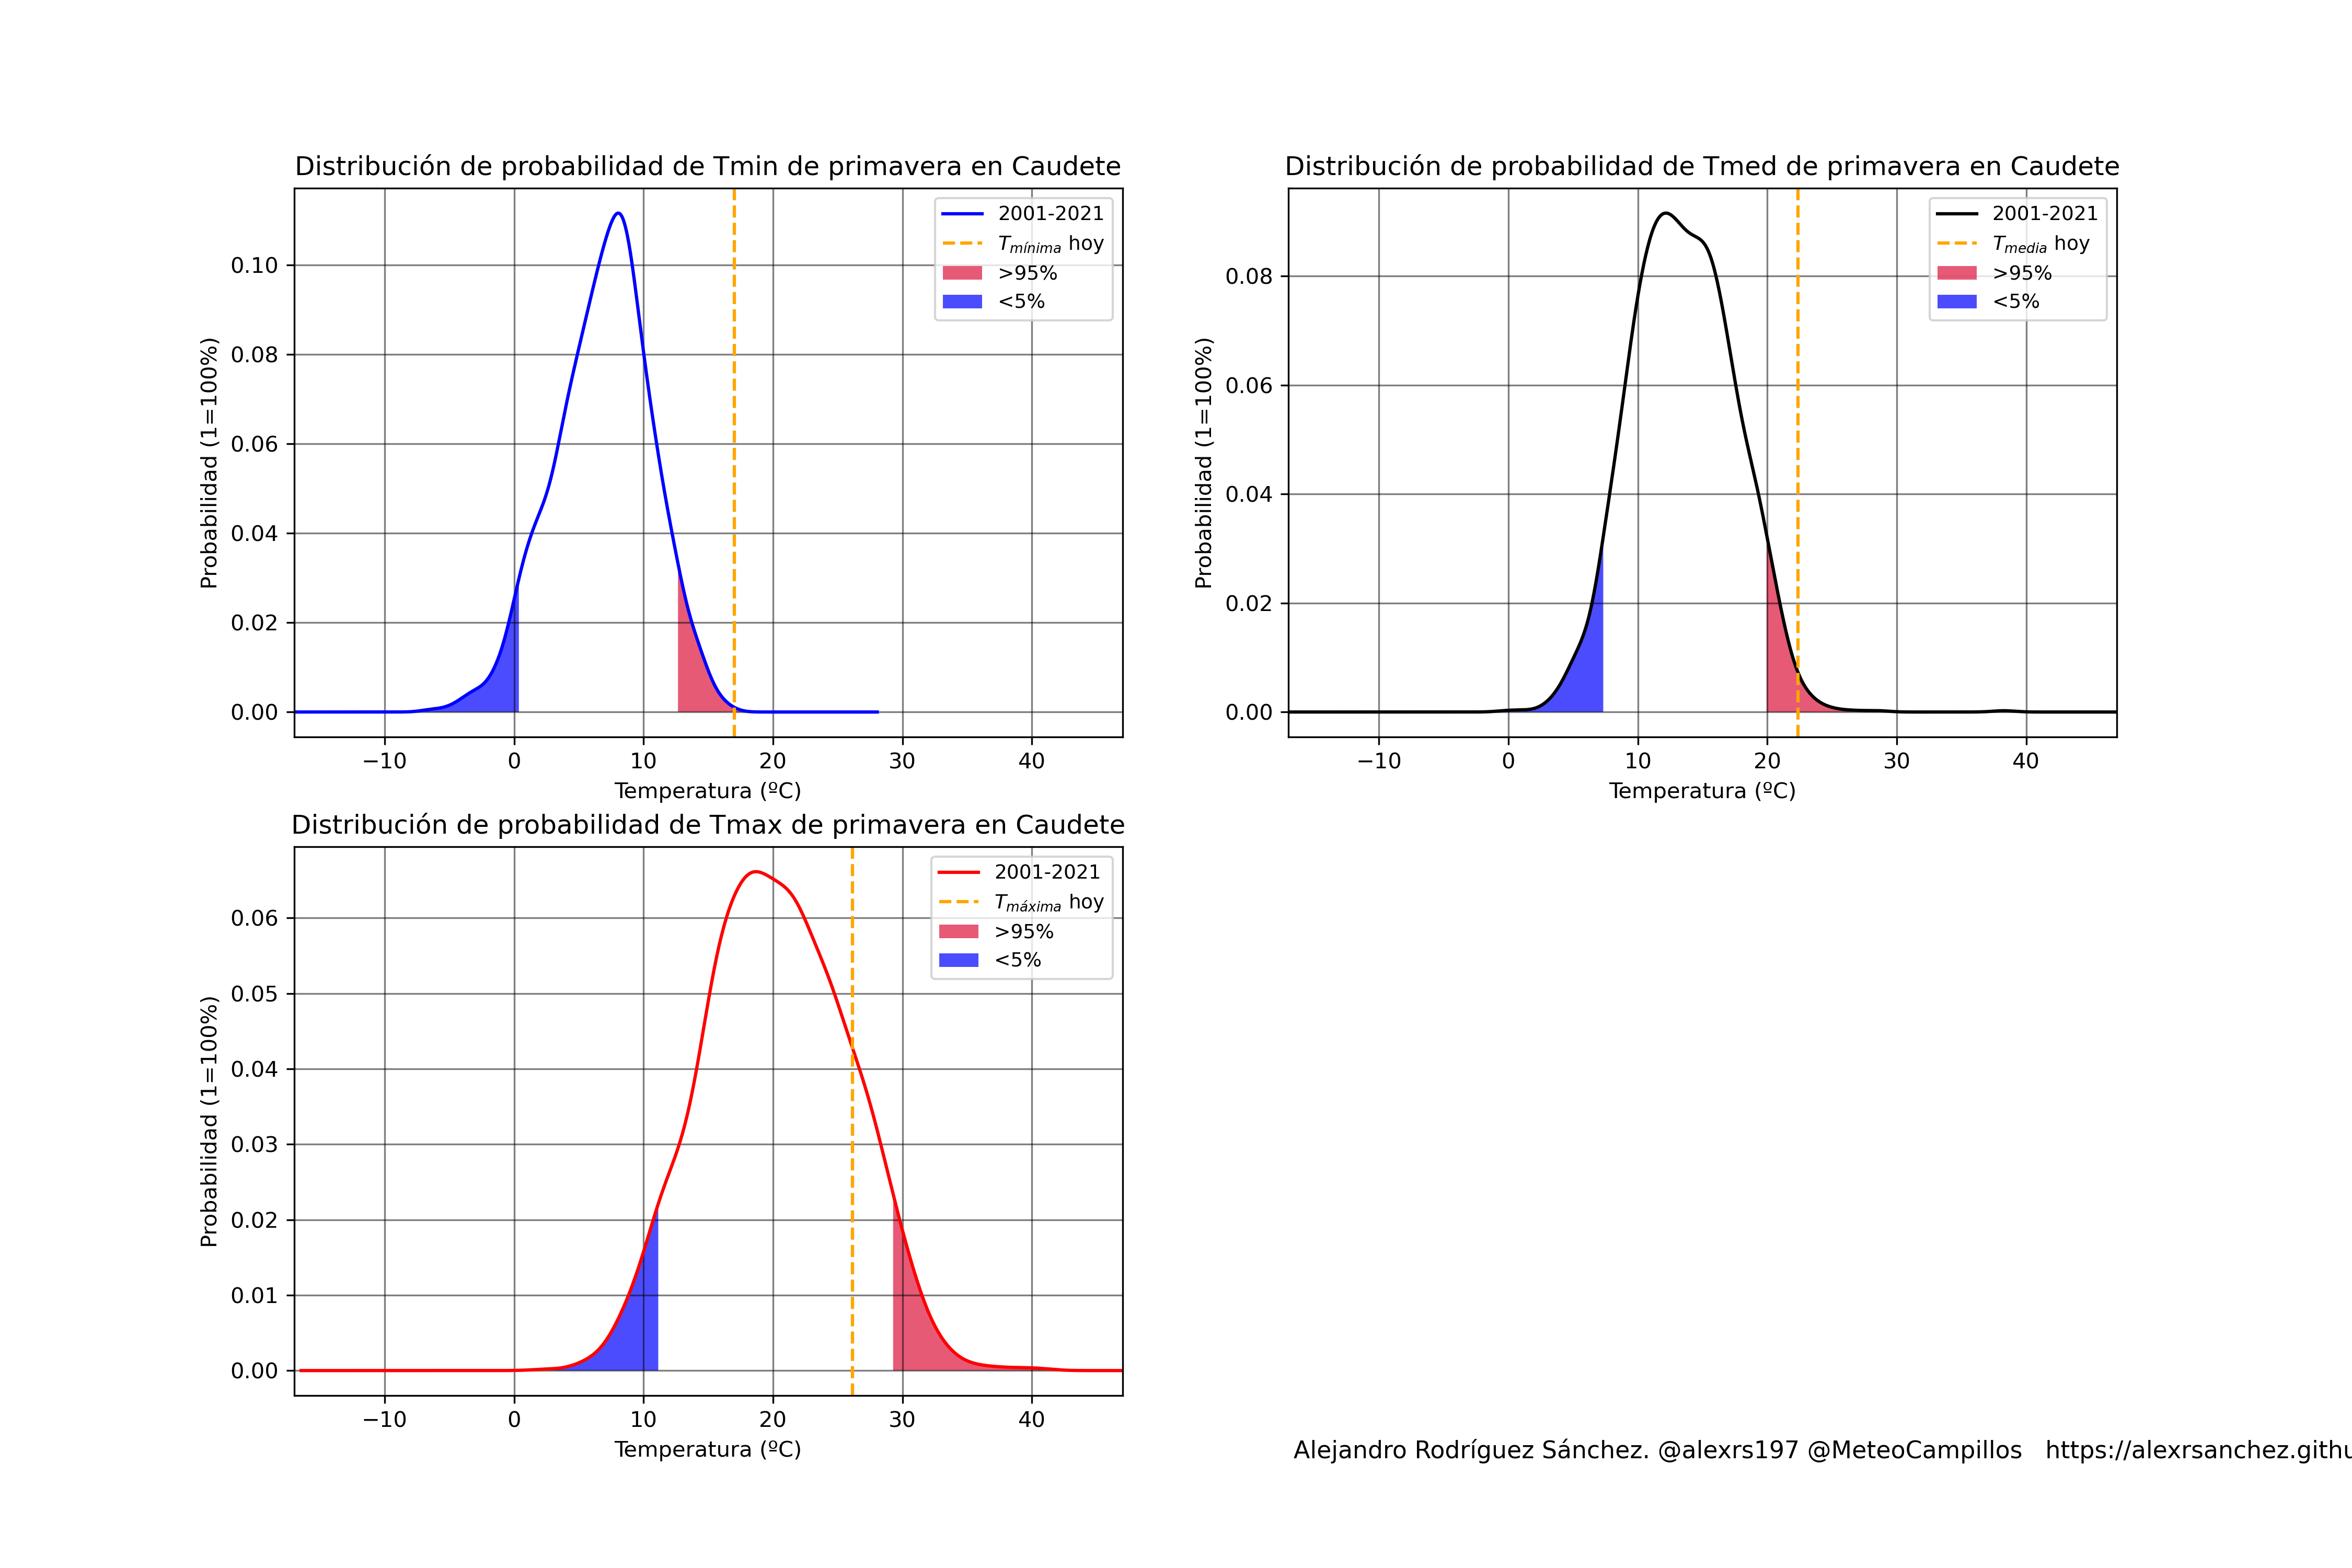 Distribución de probabilidad de Tmin de primavera en Caudete
Probabilidad (1=100%)
0.10
0.08
0.06
0.04
0.02
0.00
−10 0 10 20 30 40
Temperatura (ºC)
2001-2021
Tmínima hoy
>95%
<5%
Distribución de probabilidad de Tmed de primavera en Caudete
Probabilidad (1=100%)
0.08
0.06
0.04
0.02
0.00
−10 0 10 20 30 40
Temperatura (ºC)
2001-2021
Tmedia hoy
>95%
<5%
Distribución de probabilidad de Tmax de primavera en Caudete
Probabilidad (1=100%)
0.06
0.05
0.04
0.03
0.02
0.01
0.00
−10 0 10 20 30 40
Temperatura (ºC)
2001-2021
Tmáxima hoy
>95%
<5%
Alejandro Rodríguez Sánchez. @alexrs197 @MeteoCampillos https://alexrsanchez.githu